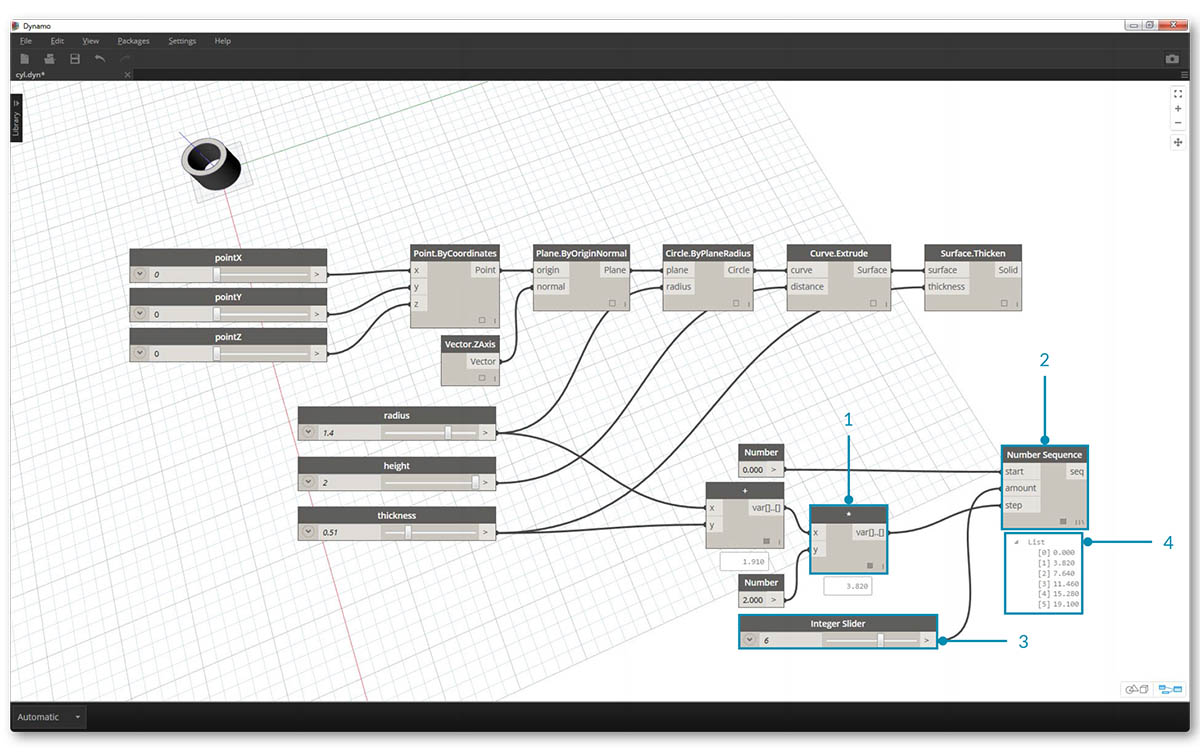 Dynamo
File Edit View Packages Settings Help
cyl.dyn*
Library
pointX
0 >
pointY
0 >
pointZ
0 >
Point.ByCoordinates
x Point
y
z
Vector.ZAxis
Vector
Plane.ByOriginNormal
origin Plane
normal
Circle.ByPlaneRadius
plane Circle
radius
Curve.Extrude
curve Surface
distance
Surface.Thicken
surface Solid
thickness
radius
1.4 >
height
2 >
thickness
0.51 >
Number
0.000 >
+
x var[]..[]
y
1.910
Number
2.000 >
1
*
x var[]..[]
y
3.820
Integer Slider
6 >
3
2
Number Sequence
start seq
amount
step
4
List
[0] 0.000
[1] 3.820
[2] 7.640
[3] 11.460
[4] 15.280
[5] 19.100
Automatic